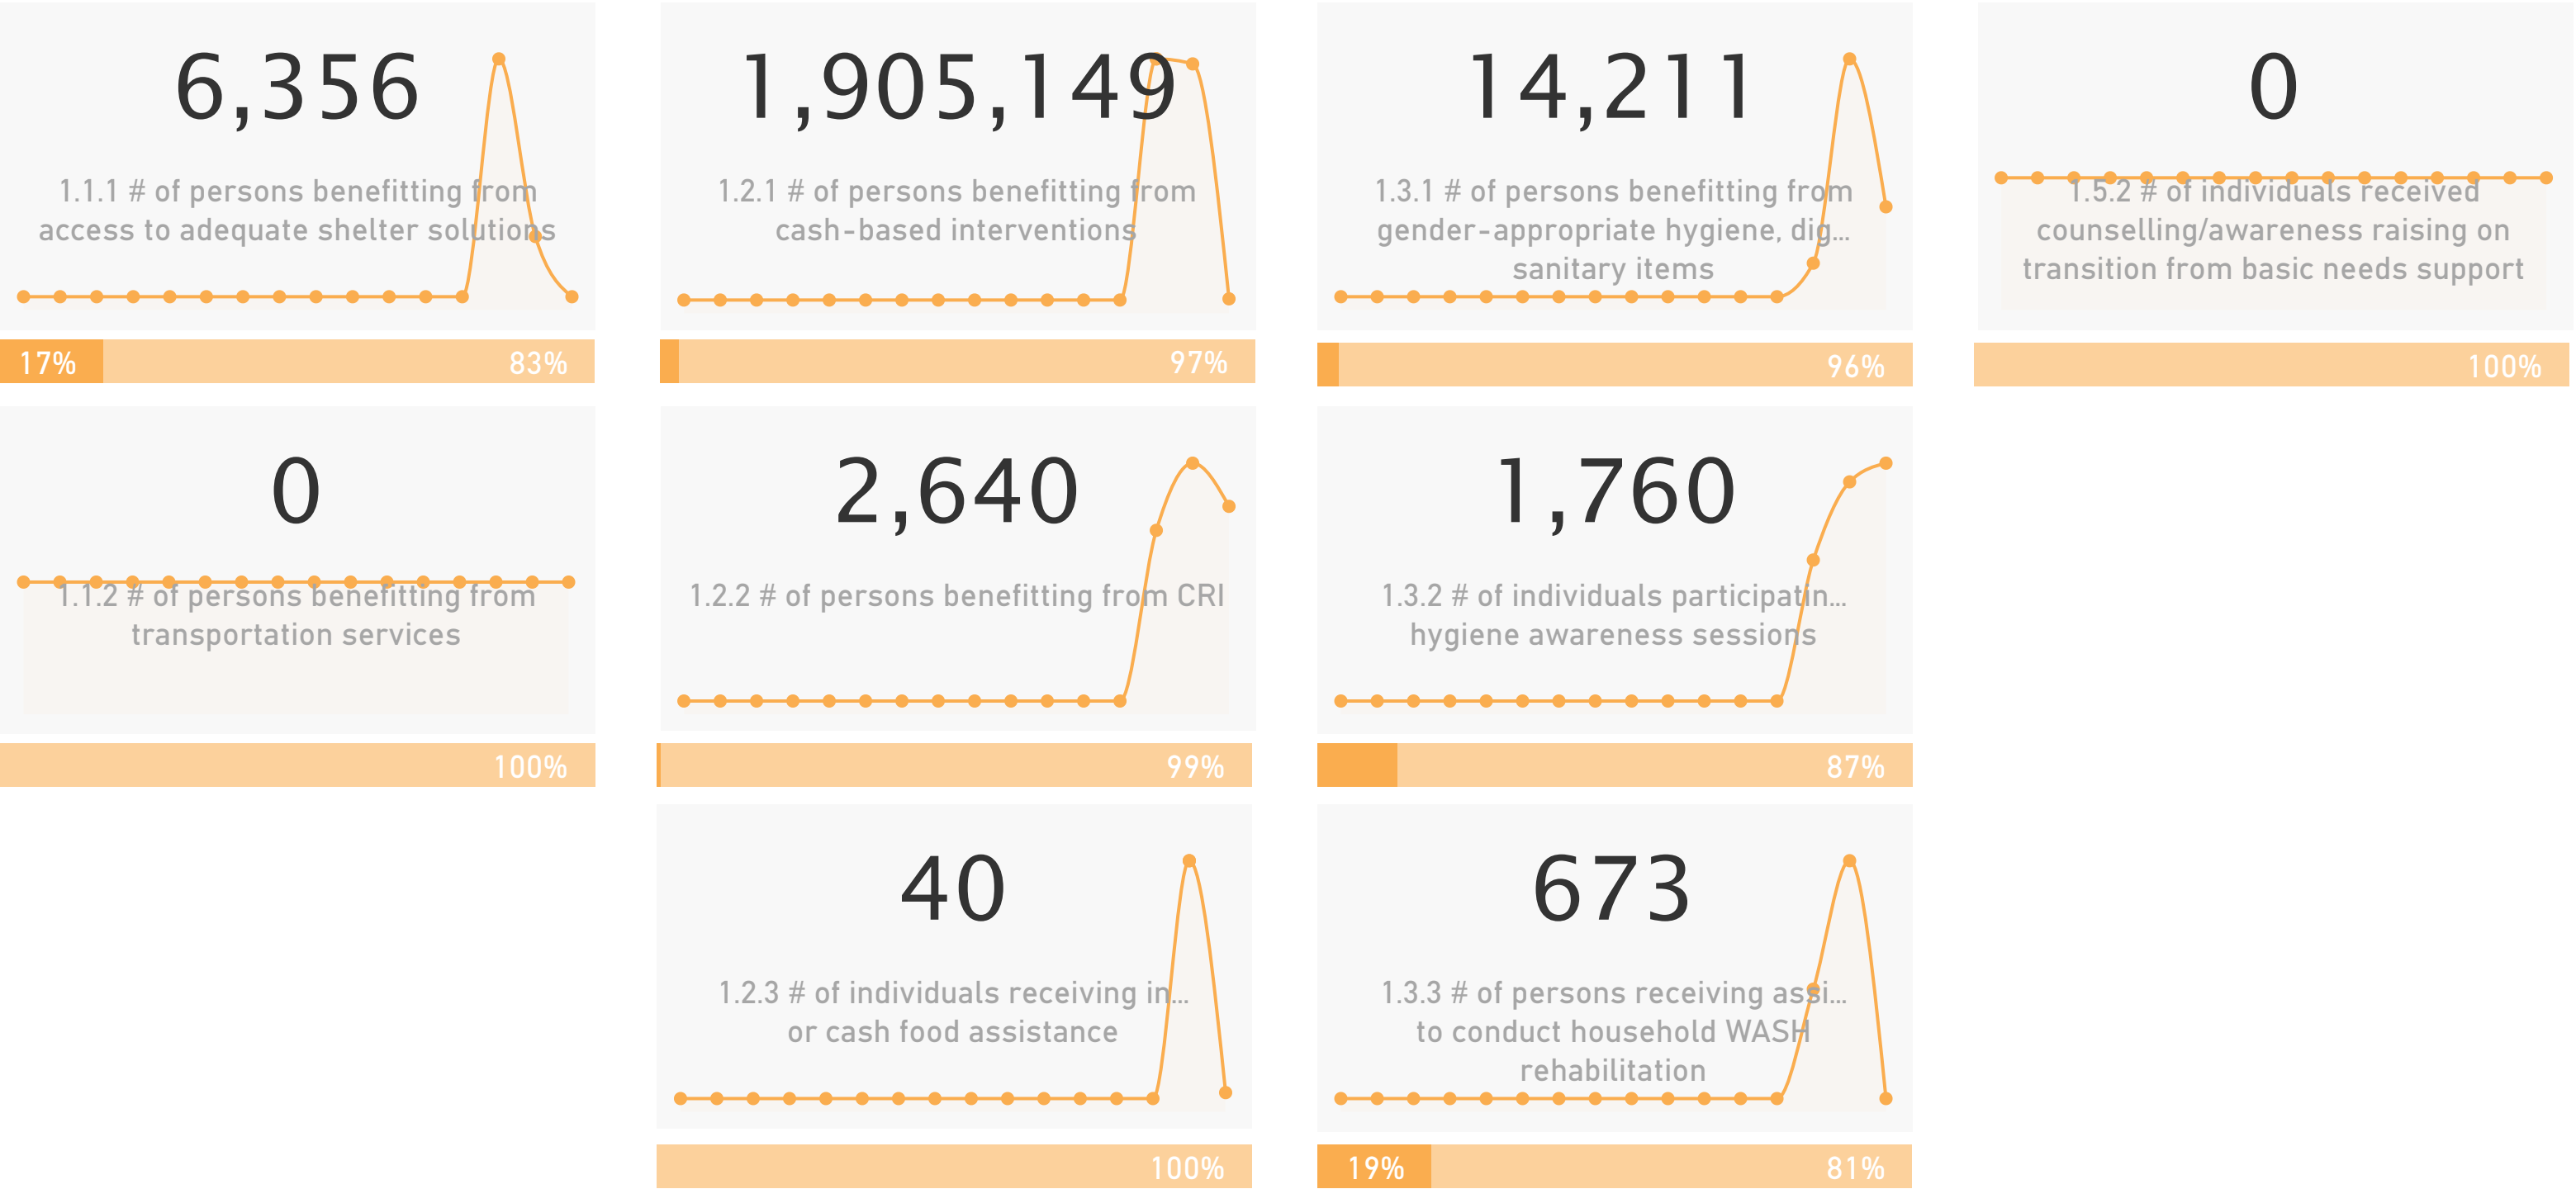 6,356
1.1.1 # of persons benefitting from
access to adequate shelter solutions
17%
83%
1,905,149
1.2.1 # of persons benefitting from
cash-based interventions
97%
14,211
1.3.1 # of persons benefitting from
gender-appropriate hygiene, dig...
sanitary items
96%
0
1.5.2 # of individuals received
counselling/awareness raising on
transition from basic needs support
100%
0
1.1.2 # of persons benefitting from
transportation services
100%
2,640
1.2.2 # of persons benefitting from CRI
99%
1,760
1.3.2 # of individuals participatin...
hygiene awareness sessions
87%
40
1.2.3 # of individuals receiving in...
or cash food assistance
100%
673
1.3.3 # of persons receiving assi...
to conduct household WASH
rehabilitation
19%
81%